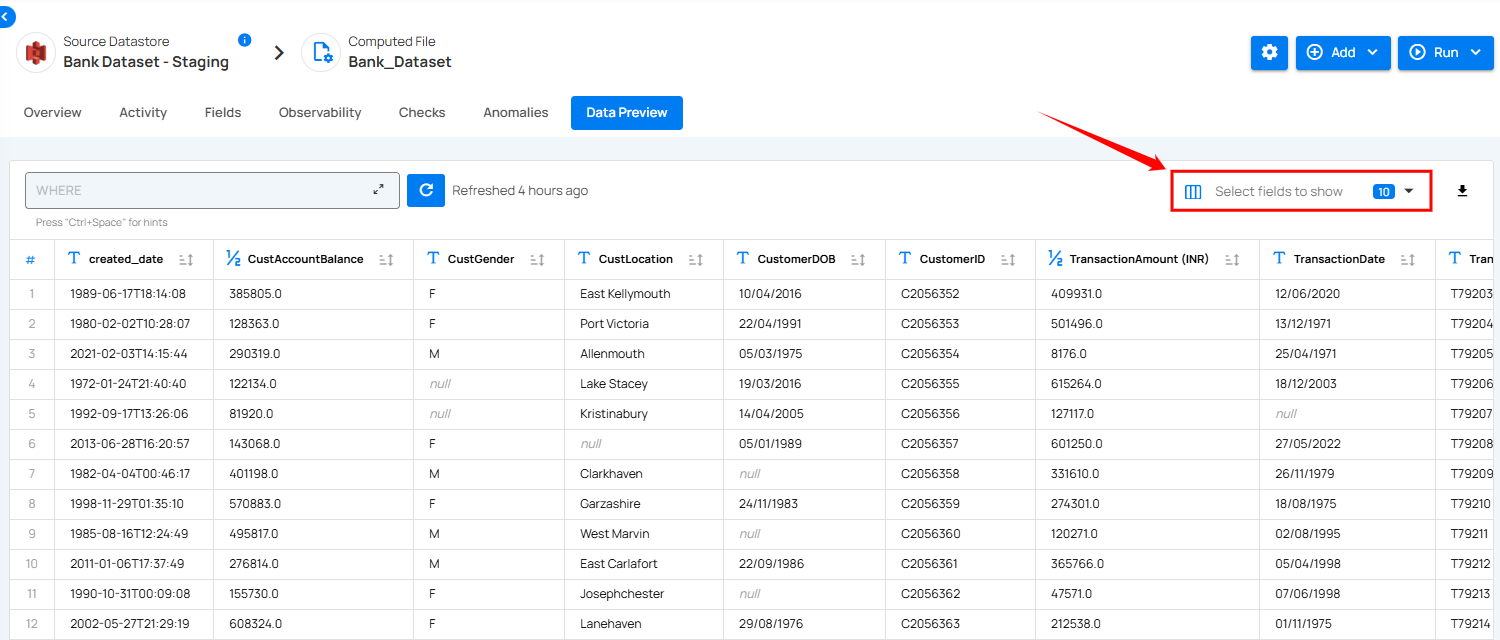 Source Datastore
Bank Dataset - Staging
Computed File
Bank_Dataset
Add
Run
Overview Activity Fields Observability Checks Anomalies Data Preview
WHERE
Refreshed 4 hours ago
Select fields to show 10
Press "Ctrl+Space" for hints
# created_date CustAccountBalance CustGender CustLocation CustomerDOB CustomerID TransactionAmount (INR) TransactionDate Tran
1 1989-06-17T18:14:08 385805.0 F East Kellymouth 10/04/2016 C2056352 409931.0 12/06/2020 T79203
2 1980-02-02T10:28:07 128363.0 F Port Victoria 22/04/1991 C2056353 501496.0 13/12/1971 T79204
3 2021-02-03T14:15:44 290319.0 M Allenmouth 05/03/1975 C2056354 8176.0 25/04/1971 T79205
4 1972-01-24T21:40:40 122134.0 null Lake Stacey 19/03/2016 C2056355 615264.0 18/12/2003 T79206
5 1992-09-17T13:26:06 81920.0 null Kristinabury 14/04/2005 C2056356 127117.0 null T79207
6 2013-06-28T16:20:57 143068.0 F null 05/01/1989 C2056357 601250.0 27/05/2022 T79208
7 1982-04-04T00:46:17 401198.0 M Clarkhaven null C2056358 331610.0 26/11/1979 T79209
8 1998-11-29T01:35:10 570883.0 F Garzashire 24/11/1983 C2056359 274301.0 18/08/1975 T79210
9 1985-08-16T12:24:49 495817.0 M West Marvin null C2056360 120271.0 02/08/1995 T79211
10 2011-01-06T17:37:49 276814.0 M East Carlafort 22/09/1986 C2056361 365766.0 05/04/1998 T79212
11 1990-10-31T00:09:08 155730.0 F Josephchester null C2056362 47571.0 07/06/1998 T79213
12 2002-05-27T21:29:19 608324.0 F Lanehaven 29/08/1976 C2056363 212538.0 01/11/1975 T79214